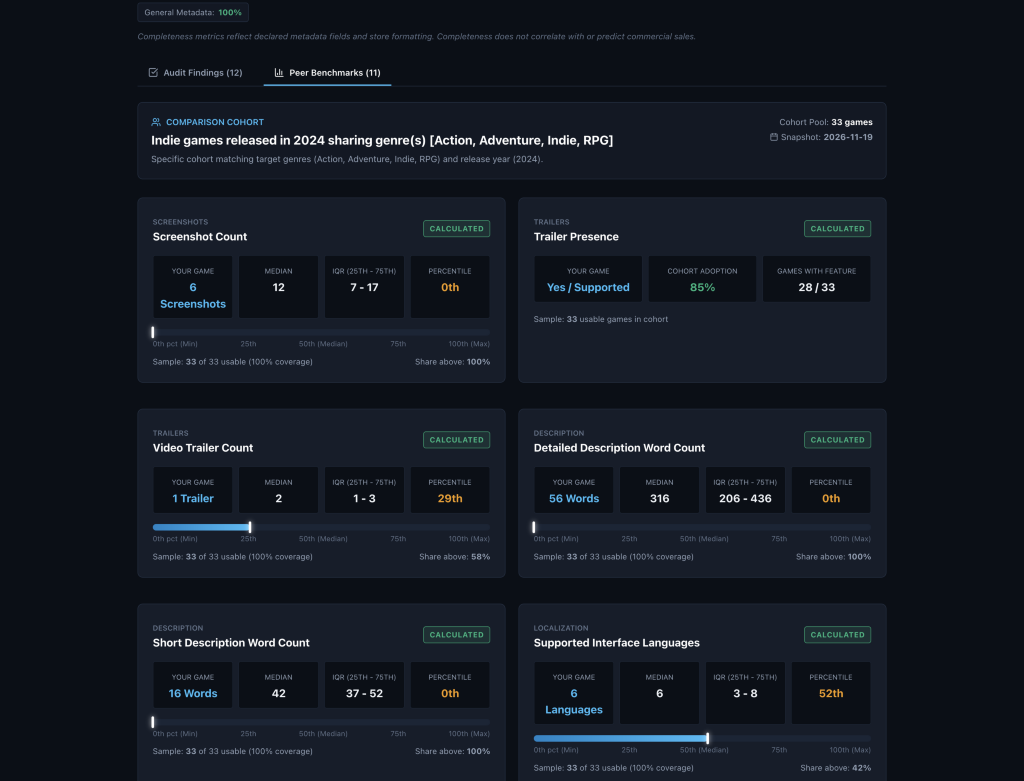 General Metadata: 100%
Completeness metrics reflect declared metadata fields and store formatting. Completeness does not correlate with or predict commercial sales.
Audit Findings (12)
Peer Benchmarks (11)
COMPARISON COHORT
Indie games released in 2024 sharing genre(s) [Action, Adventure, Indie, RPG]
Specific cohort matching target genres (Action, Adventure, Indie, RPG) and release year (2024).
Cohort Pool: 33 games
Snapshot: 2026-11-19
SCREENSHOTS
Screenshot Count
CALCULATED
YOUR GAME
6
Screenshots
MEDIAN
12
IQR (25TH - 75TH)
7 - 17
PERCENTILE
0th
0th pct (Min)
25th
50th (Median)
75th
100th (Max)
Sample: 33 of 33 usable (100% coverage)
Share above: 100%
TRAILERS
Trailer Presence
CALCULATED
YOUR GAME
Yes / Supported
COHORT ADOPTION
85%
GAMES WITH FEATURE
28 / 33
Sample: 33 usable games in cohort
TRAILERS
Video Trailer Count
CALCULATED
YOUR GAME
1 Trailer
MEDIAN
2
IQR (25TH - 75TH)
1 - 3
PERCENTILE
29th
0th pct (Min)
25th
50th (Median)
75th
100th (Max)
Sample: 33 of 33 usable (100% coverage)
Share above: 58%
DESCRIPTION
Detailed Description Word Count
CALCULATED
YOUR GAME
56 Words
MEDIAN
316
IQR (25TH - 75TH)
206 - 436
PERCENTILE
0th
0th pct (Min)
25th
50th (Median)
75th
100th (Max)
Sample: 33 of 33 usable (100% coverage)
Share above: 100%
DESCRIPTION
Short Description Word Count
CALCULATED
YOUR GAME
16 Words
MEDIAN
42
IQR (25TH - 75TH)
37 - 52
PERCENTILE
0th
0th pct (Min)
25th
50th (Median)
75th
100th (Max)
Sample: 33 of 33 usable (100% coverage)
Share above: 100%
LOCALIZATION
Supported Interface Languages
CALCULATED
YOUR GAME
6
Languages
MEDIAN
6
IQR (25TH - 75TH)
3 - 8
PERCENTILE
52th
0th pct (Min)
25th
50th (Median)
75th
100th (Max)
Sample: 33 of 33 usable (100% coverage)
Share above: 42%